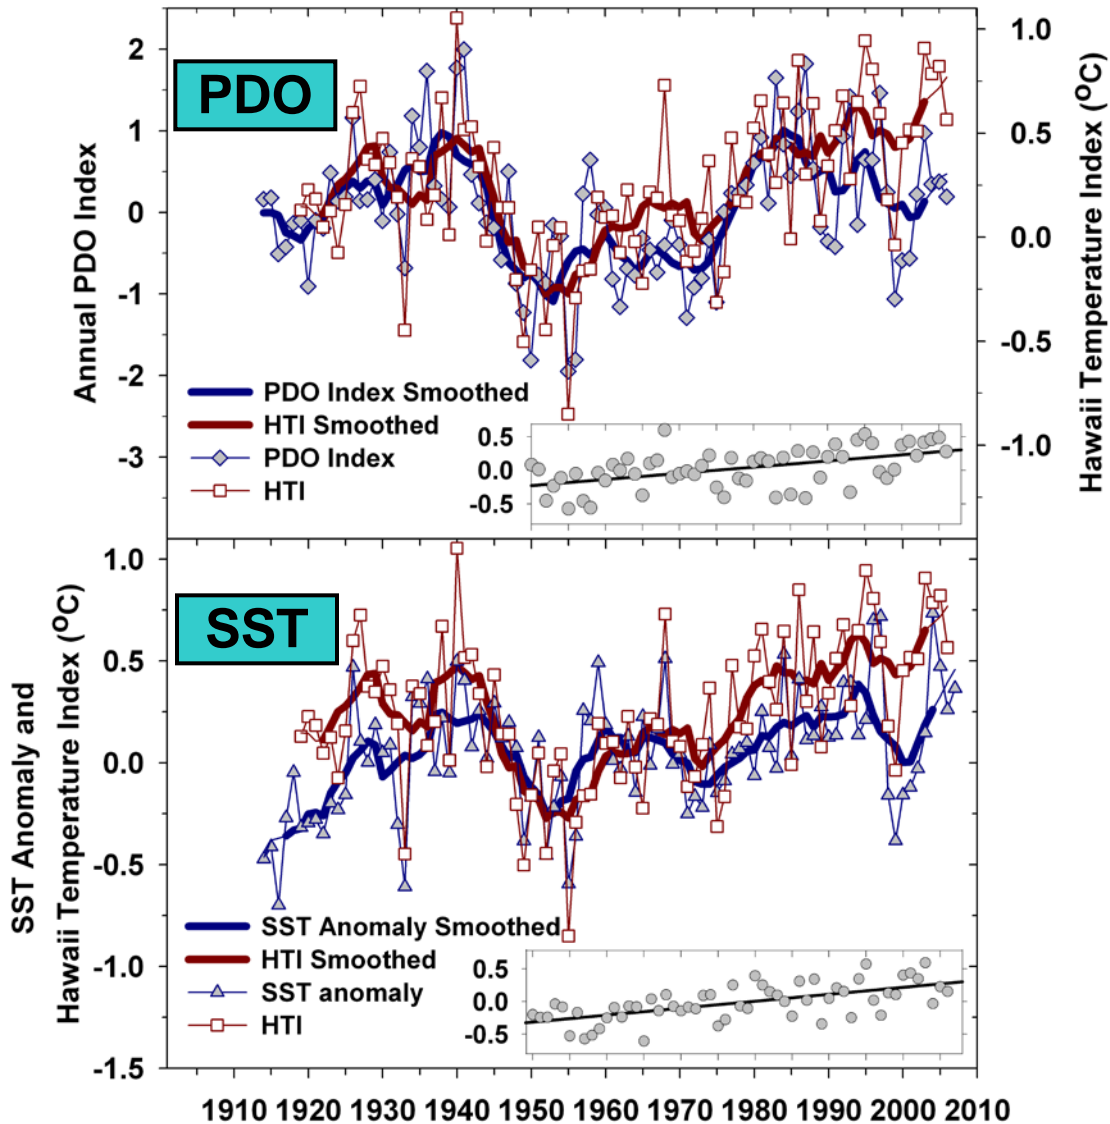 PDO
Annual PDO Index
2
1
0
-1
-2
-3
Hawaii Temperature Index (ºC)
1.0
0.5
0.0
-0.5
-1.0
PDO Index Smoothed
HTI Smoothed
PDO Index
HTI
0.5
0.0
-0.5
SST
SST Anomaly and
Hawaii Temperature Index (ºC)
1.0
0.5
0.0
-0.5
-1.0
-1.5
SST Anomaly Smoothed
HTI Smoothed
SST anomaly
HTI
0.5
0.0
-0.5
1910 1920 1930 1940 1950 1960 1970 1980 1990 2000 2010